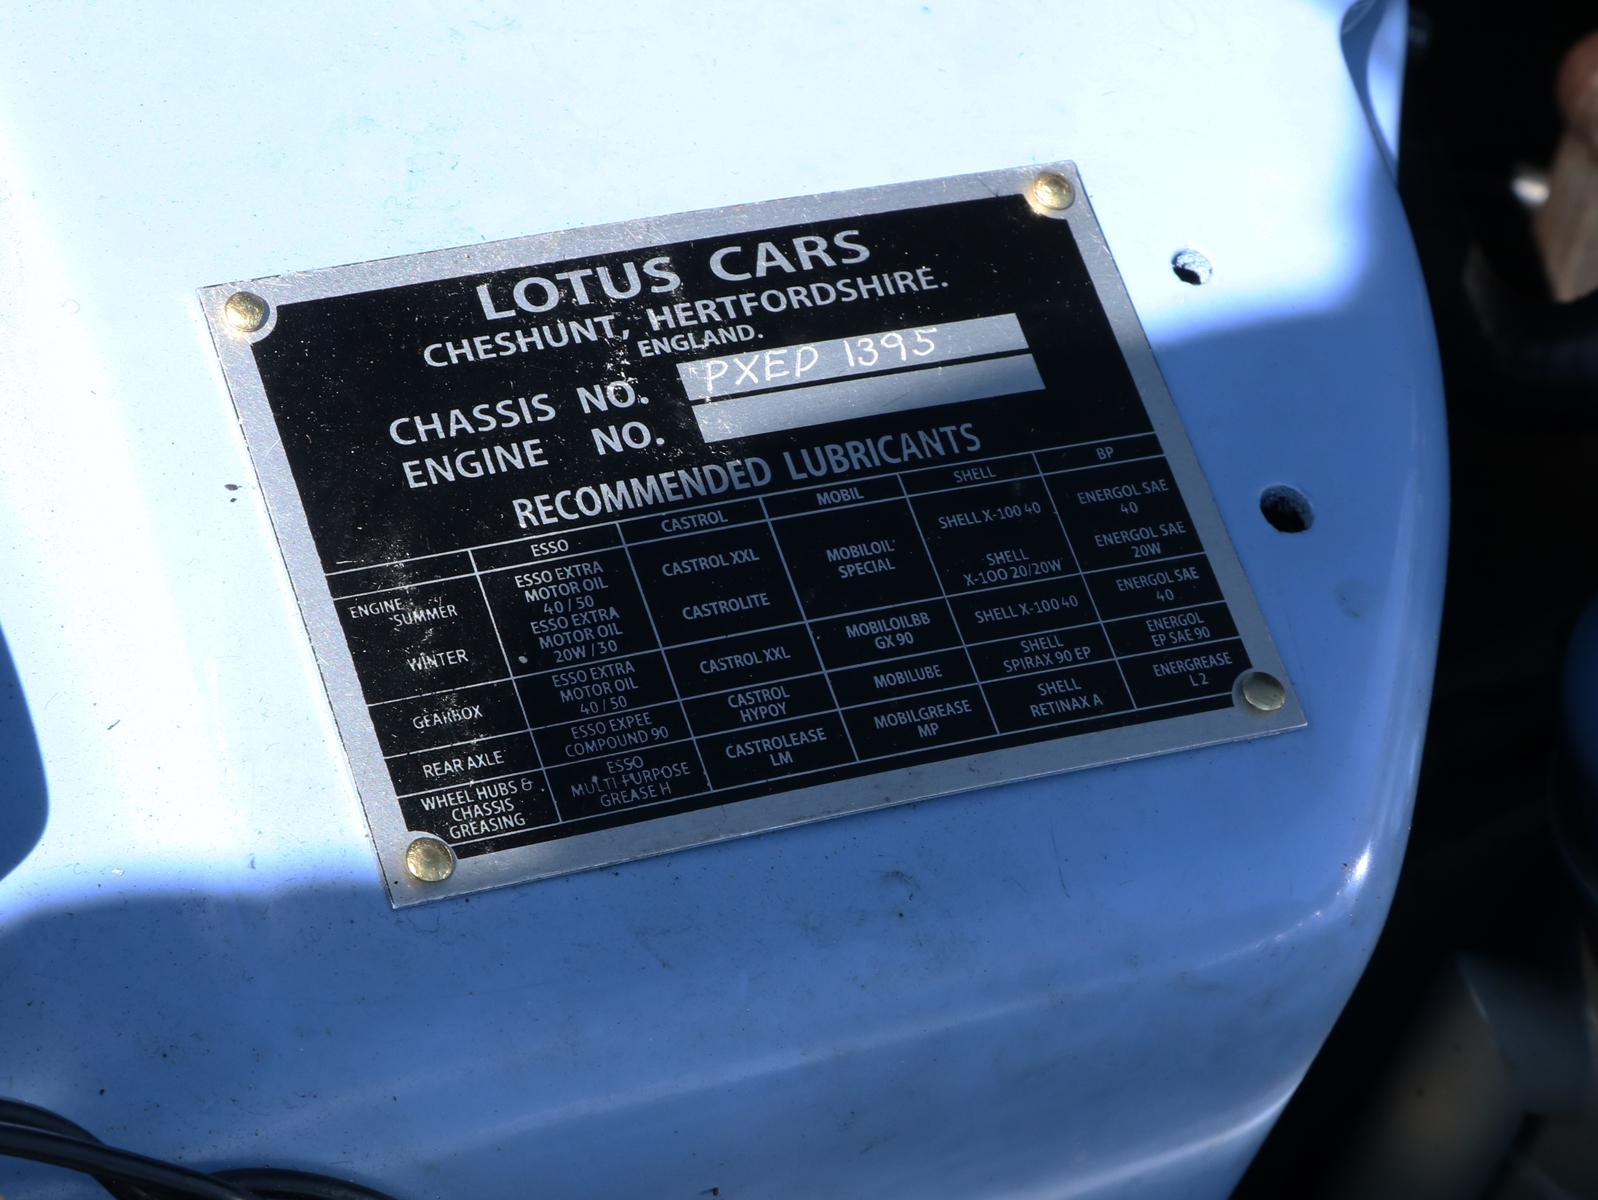 LOTUS CARS
CHESHUNT, HERTFORDSHIRE.
ENGLAND.
CHASSIS NO. PXED 1395
ENGINE NO.
RECOMMENDED LUBRICANTS
ESSO CASTROL MOBIL SHELL BP
ENGINE SUMMER
ESSO EXTRA
MOTOR OIL
40/50
CASTROL XXL
MOBILOIL
SPECIAL
SHELL X-100 40
ENERGOL SAE
40
WINTER
ESSO EXTRA
MOTOR OIL
20W/30
CASTROLITE
SHELL
X-100 20/20W
ENERGOL SAE
20W
GEARBOX
ESSO EXTRA
MOTOR OIL
40/50
CASTROL XXL
MOBILOILBB
GX 90
SHELL X-100 40
ENERGOL SAE
40
REAR AXLE
ESSO EXPEE
COMPOUND 90
CASTROL
HYPOY
MOBILUBE
SHELL
SPIRAX 90 EP
ENERGOL
EP SAE 90
WHEEL HUBS &
CHASSIS
GREASING
ESSO
MULTI-PURPOSE
GREASE H
CASTROLEASE
LM
MOBILGREASE
MP
SHELL
RETINAX A
ENERGREASE
L2